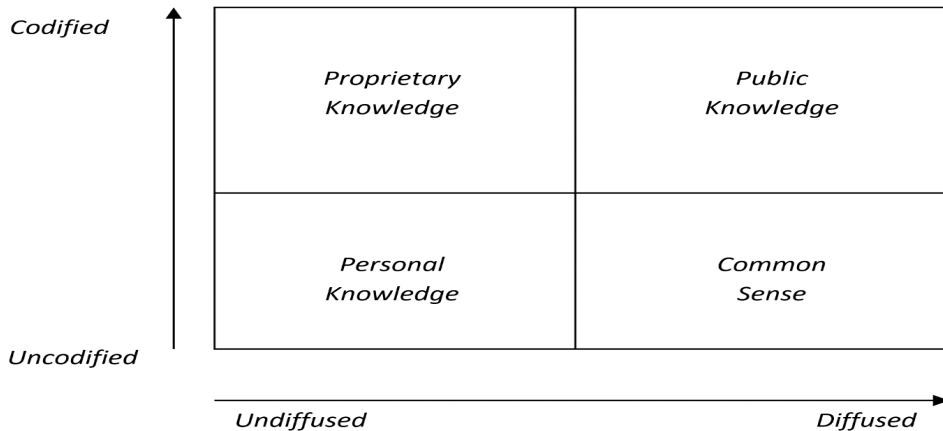 Codified
Proprietary
Knowledge
Public
Knowledge
Personal
Knowledge
Common
Sense
Uncodified
Undiffused
Diffused